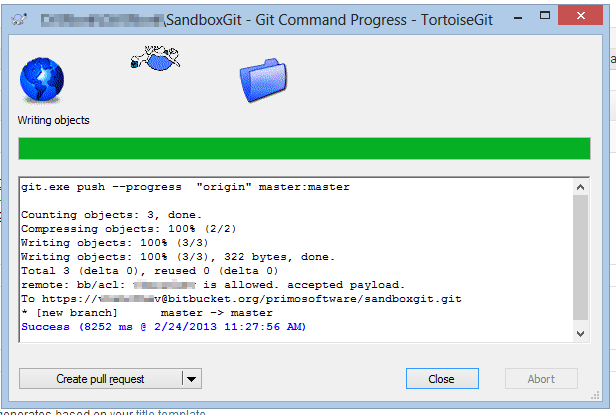 \SandboxGit - Git Command Progress - TortoiseGit
Writing objects
git.exe push --progress  "origin" master:master
Counting objects: 3, done.
Compressing objects: 100% (2/2)
Writing objects: 100% (3/3)
Writing objects: 100% (3/3), 322 bytes, done.
Total 3 (delta 0), reused 0 (delta 0)
remote: bb/acl: is allowed. accepted payload.
To https://v@bitbucket.org/primosoftware/sandboxgit.git
* [new branch]      master -> master
Success (8252 ms @ 2/24/2013 11:27:56 AM)
Create pull request
Close
Abort
generates based on your title template